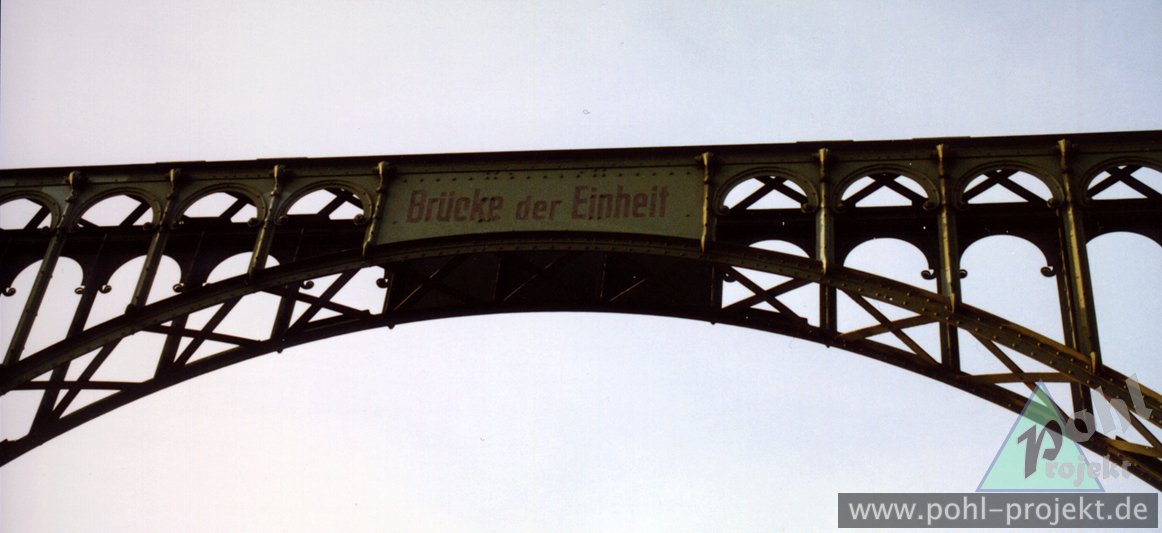 Brücke der Einheit
Pohl
Projekt
www.pohl-projekt.de